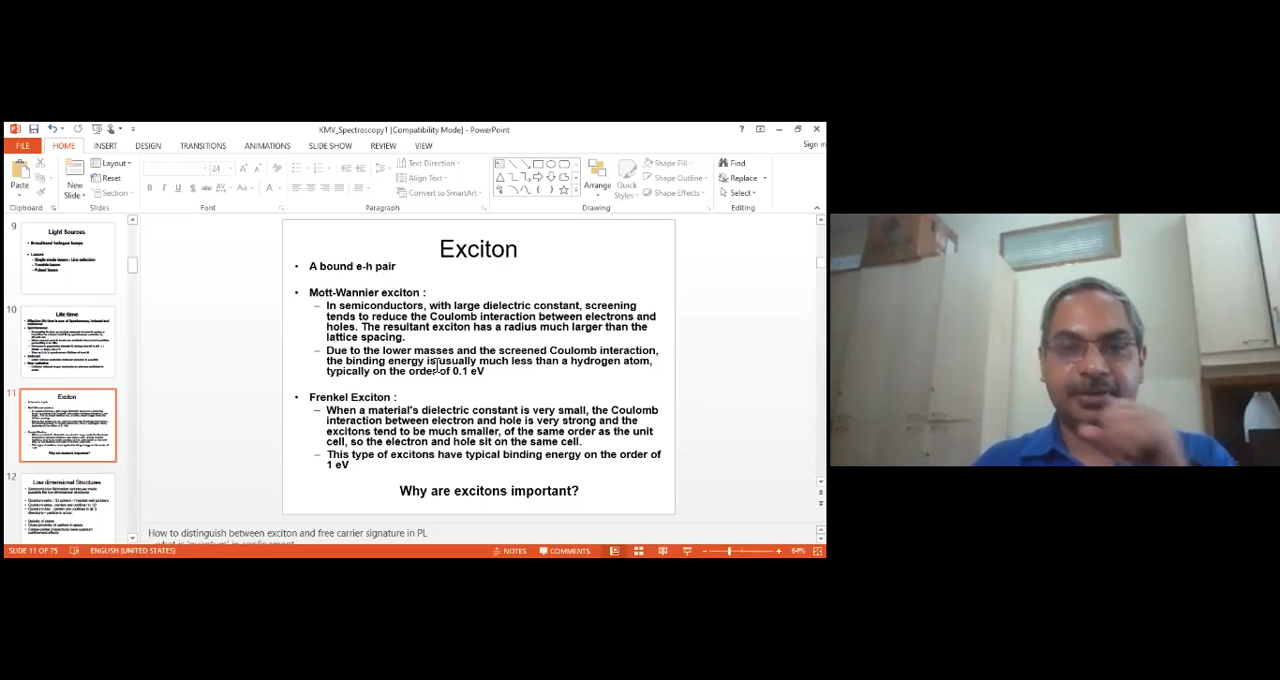 KMV_Spectroscopy1 [Compatibility Mode] - PowerPoint
Sign in
FILE HOME INSERT DESIGN TRANSITIONS ANIMATIONS SLIDE SHOW REVIEW VIEW
Paste
New Slide
Layout
Reset
Section
24
Text Direction
Align Text
Convert to SmartArt
Arrange
Quick Styles
Shape Fill
Shape Outline
Shape Effects
Find
Replace
Select
Clipboard Slides Font Paragraph Drawing Editing
9
Light Sources
10
Life time
11
Exciton
12
Low dimensional Structures
Exciton
• A bound e-h pair
• Mott-Wannier exciton :
– In semiconductors, with large dielectric constant, screening
tends to reduce the Coulomb interaction between electrons and
holes. The resultant exciton has a radius much larger than the
lattice spacing.
– Due to the lower masses and the screened Coulomb interaction,
the binding energy is usually much less than a hydrogen atom,
typically on the order of 0.1 eV
• Frenkel Exciton :
– When a material's dielectric constant is very small, the Coulomb
interaction between electron and hole is very strong and the
excitons tend to be much smaller, of the same order as the unit
cell, so the electron and hole sit on the same cell.
– This type of excitons have typical binding energy on the order of
1 eV
Why are excitons important?
How to distinguish between exciton and free carrier signature in PL
SLIDE 11 OF 75 ENGLISH (UNITED STATES) NOTES COMMENTS 64%